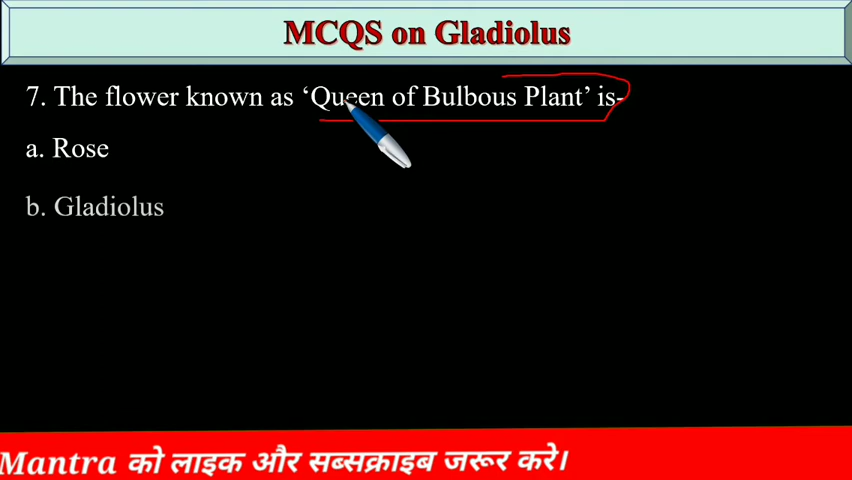 MCQS on Gladiolus
7. The flower known as ‘Queen of Bulbous Plant’ is-
a. Rose
b. Gladiolus
Mantra को लाइक और सब्सक्राइब जरूर करे।